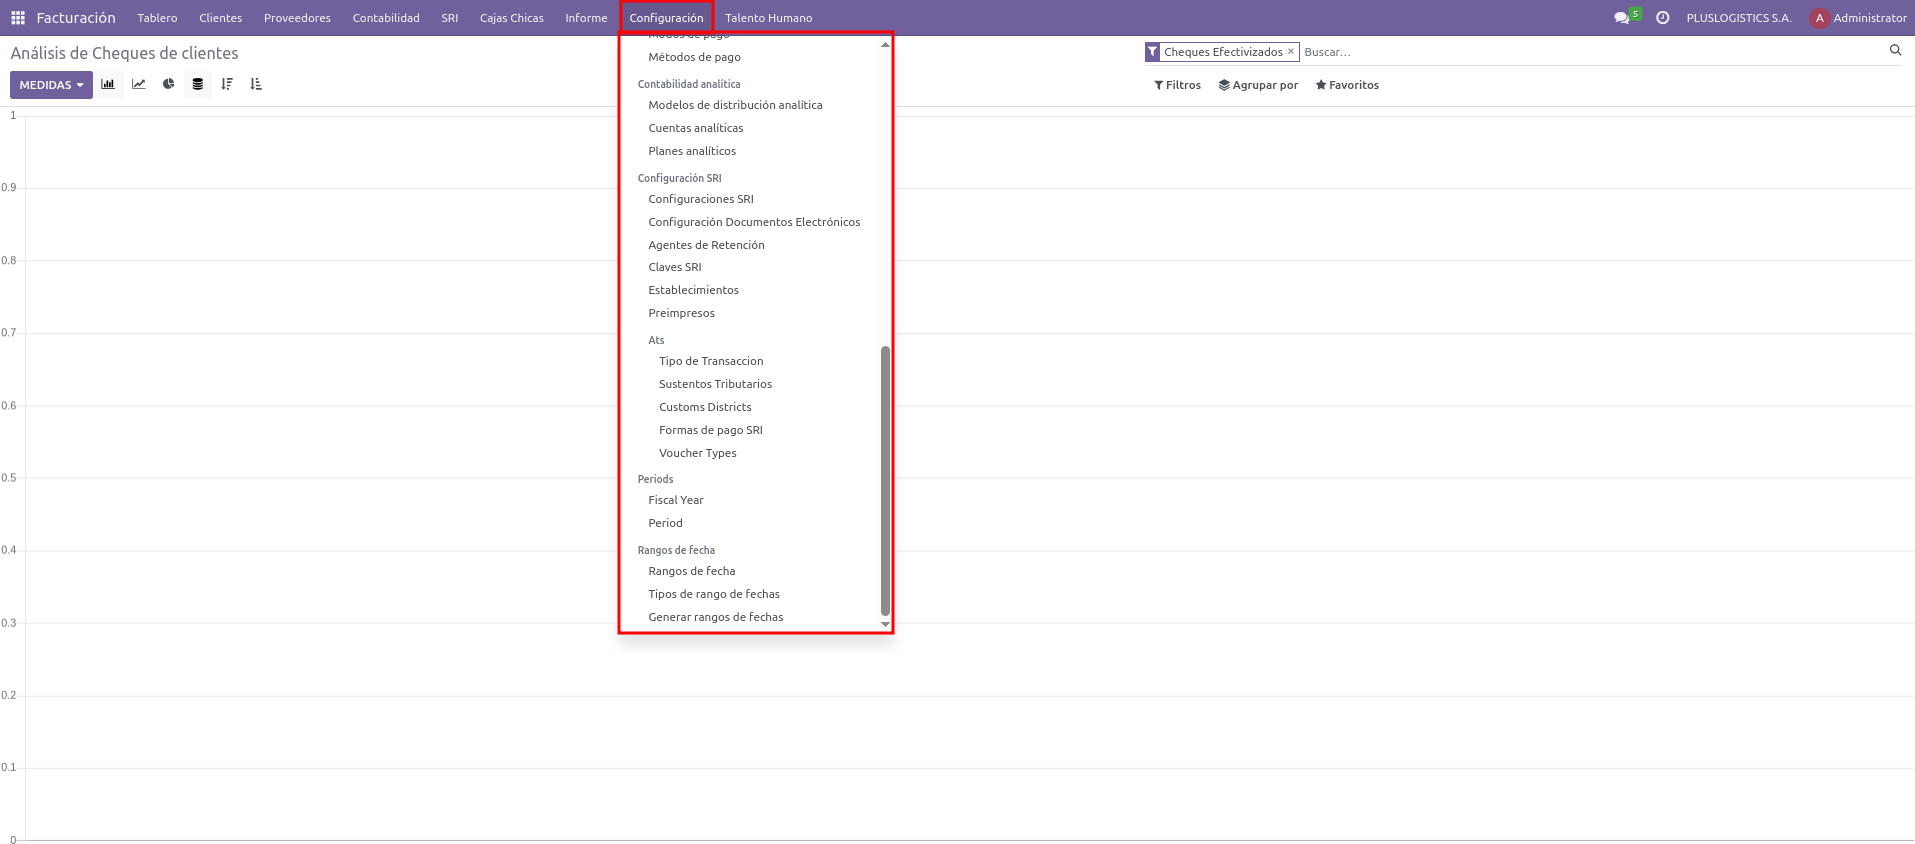 Facturación Tablero Clientes Proveedores Contabilidad SRI Cajas Chicas Informe Configuración Talento Humano 5 PLUSLOGISTICS S.A. A Administrator
Análisis de Cheques de clientes
Cheques Efectivizados × Buscar...
MEDIDAS
Filtros Agrupar por Favoritos
Modos de pago
Métodos de pago
Contabilidad analítica
Modelos de distribución analítica
Cuentas analíticas
Planes analíticos
Configuración SRI
Configuraciones SRI
Configuración Documentos Electrónicos
Agentes de Retención
Claves SRI
Establecimientos
Preimpresos
Ats
Tipo de Transaccion
Sustentos Tributarios
Customs Districts
Formas de pago SRI
Voucher Types
Periods
Fiscal Year
Period
Rangos de fecha
Rangos de fecha
Tipos de rango de fechas
Generar rangos de fechas
1
0.9
0.8
0.7
0.6
0.5
0.4
0.3
0.2
0.1
0